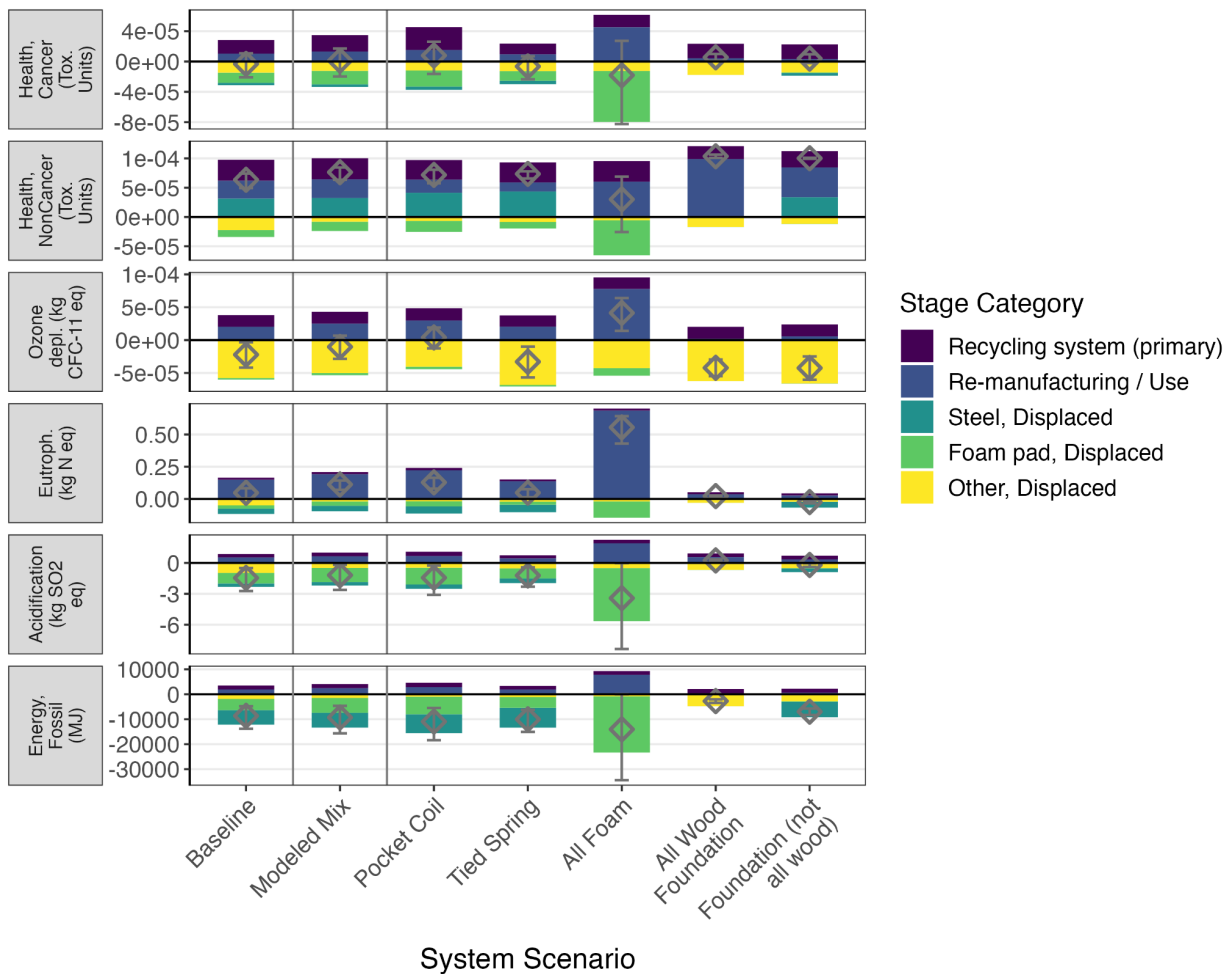 Health,
Cancer
(Tox.
Units)
4e-05
0e+00
-4e-05
-8e-05
Health,
NonCancer
(Tox.
Units)
1e-04
5e-05
0e+00
-5e-05
Ozone
depl. (kg
CFC-11 eq)
1e-04
5e-05
0e+00
-5e-05
Eutroph.
(kg N eq)
0.50
0.25
0.00
Acidification
(kg SO2
eq)
0
-3
-6
Energy,
Fossil
(MJ)
10000
0
-10000
-20000
-30000
Baseline
Modeled Mix
Pocket Coil
Tied Spring
All Foam
All Wood
Foundation
Foundation (not
all wood)
System Scenario
Stage Category
Recycling system (primary)
Re-manufacturing / Use
Steel, Displaced
Foam pad, Displaced
Other, Displaced